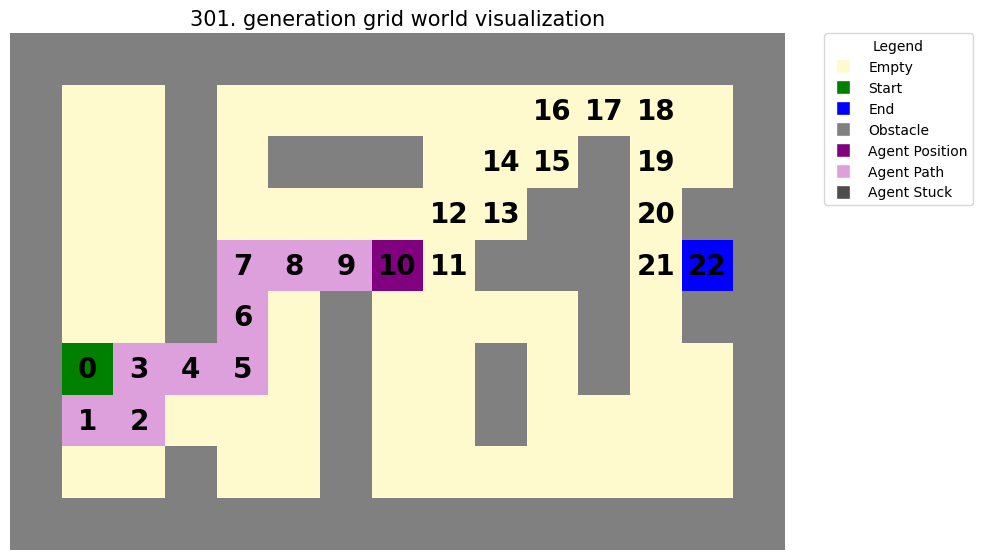 301. generation grid world visualization
16 17 18
14 15 19
12 13 20
7 8 9 10 11 21 22
6
0 3 4 5
1 2
Legend
Empty
Start
End
Obstacle
Agent Position
Agent Path
Agent Stuck